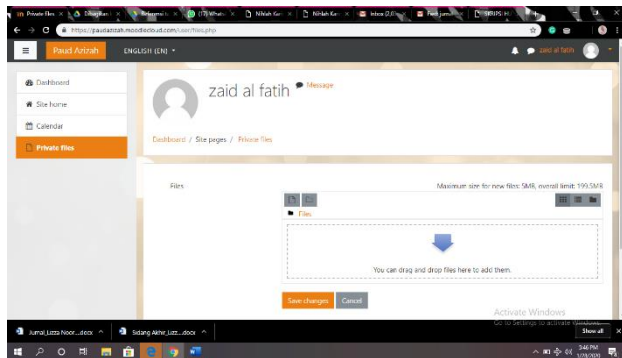 Private files
https://paudazizah.moodlecloud.com/user/files.php
Paud Azizah
ENGLISH (EN)
zaid al fatih
Dashboard
Site home
Calendar
Private files
zaid al fatih
Message
Dashboard / Site pages / Private files
Files
Maximum size for new files: 5MB, overall limit: 199.5MB
Files
You can drag and drop files here to add them.
Save changes
Cancel
Activate Windows
Go to Settings to activate Windows.
Show all
3:46 PM